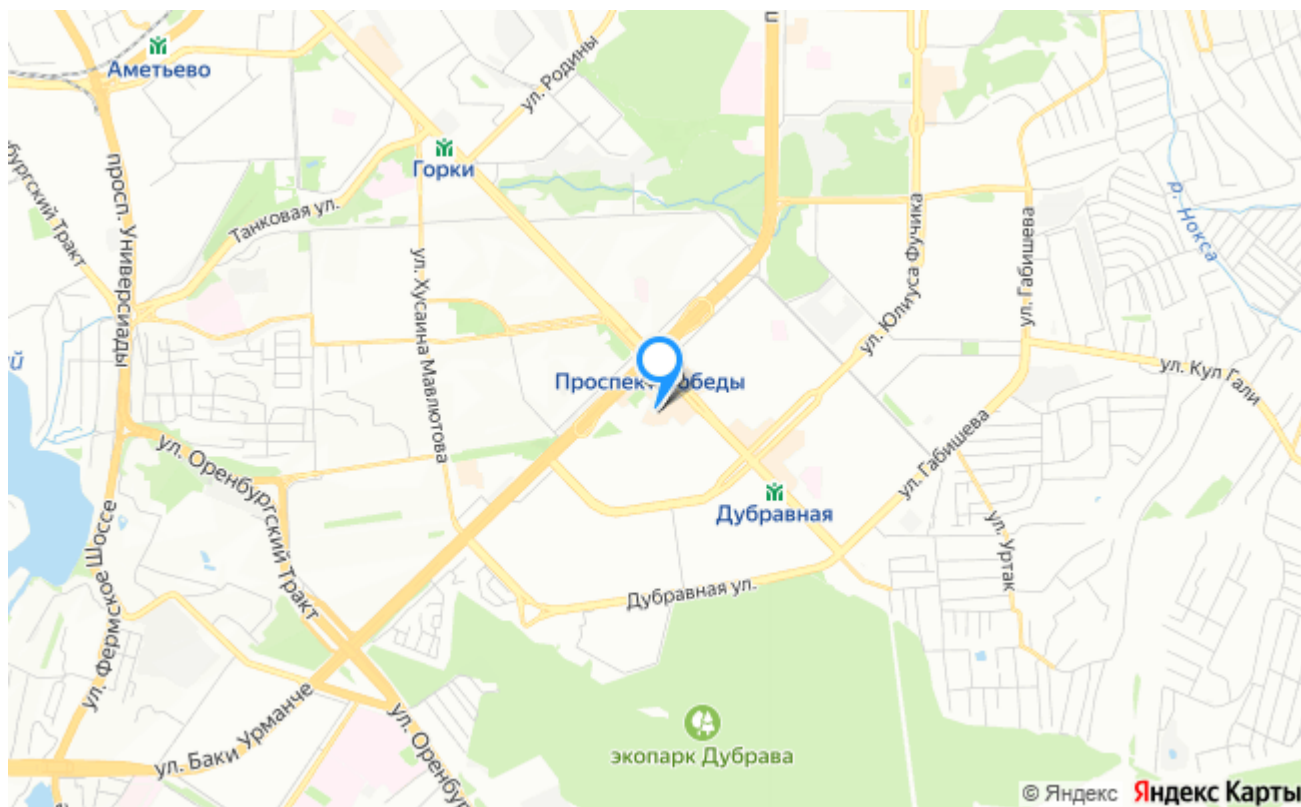 Аметьево
ул. Родины
Горки
просп. Универсиады
Танковая ул.
бургский Тракт
ул. Хусаина Мавлютова
ул. Юлиуса Фучика
ул. Габишева
р. Нокса
ул. Кул Гали
Проспект Победы
ул. Оренбургский Тракт
ул. Габишева
Дубравная
ул. Уртак
ул. Фермское Шоссе
Дубравная ул.
ул. Баки Урманче
ул. Оренбу
экопарк Дубрава
© Яндекс Яндекс Карты